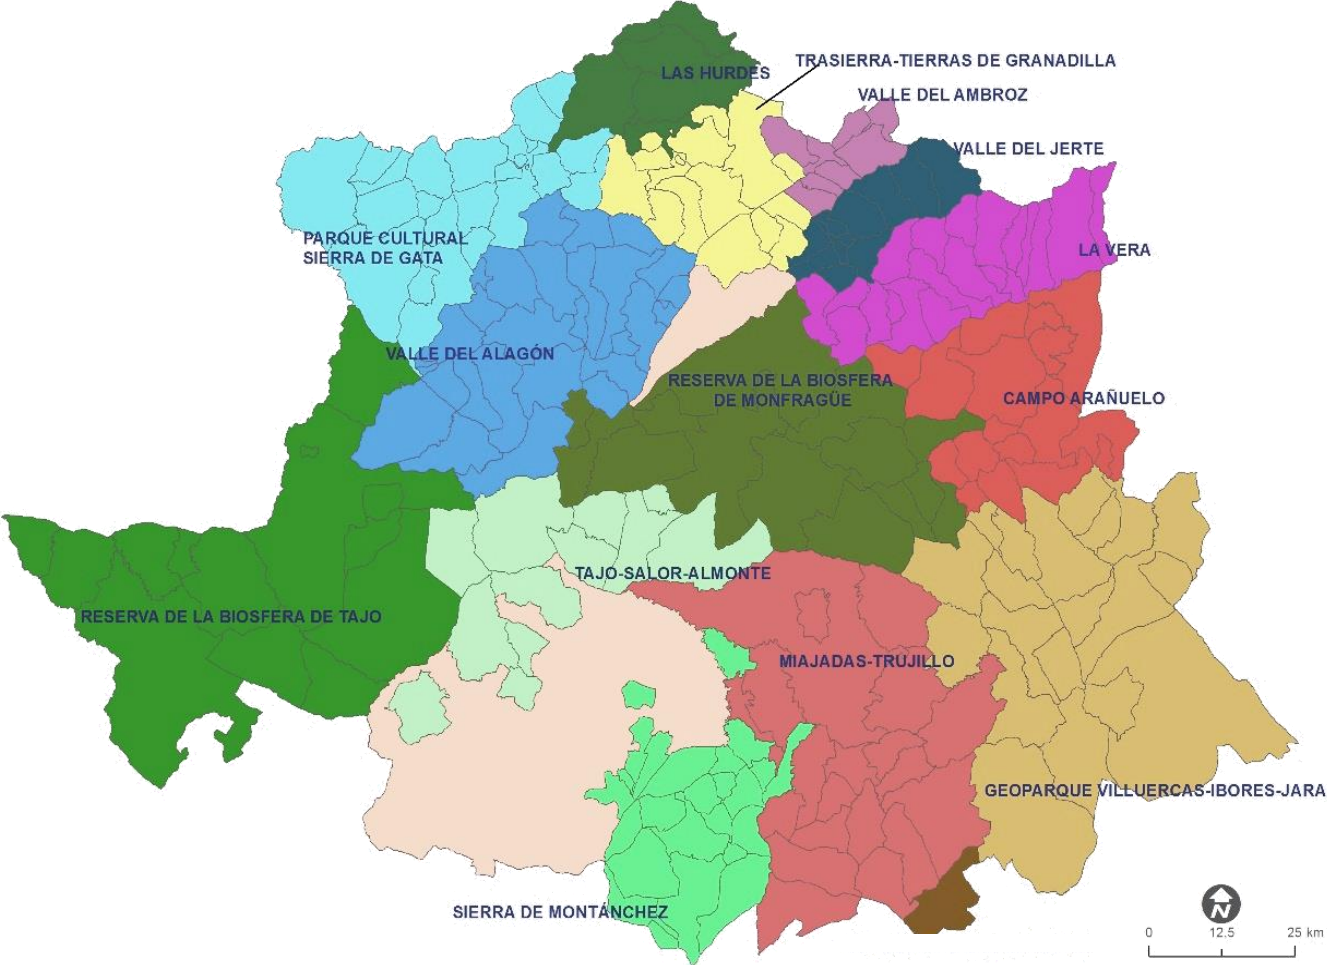 TRASIERRA-TIERRAS DE GRANADILLA
LAS HURDES
VALLE DEL AMBROZ
VALLE DEL JERTE
PARQUE CULTURAL
SIERRA DE GATA
LA VERA
VALLE DEL ALAGÓN
RESERVA DE LA BIOSFERA
DE MONFRAGÜE
CAMPO ARAÑUELO
TAJO-SALOR-ALMONTE
RESERVA DE LA BIOSFERA DE TAJO
MIAJADAS-TRUJILLO
GEOPARQUE VILLUERCAS-IBORES-JARA
SIERRA DE MONTÁNCHEZ
N
0 12.5 25 km